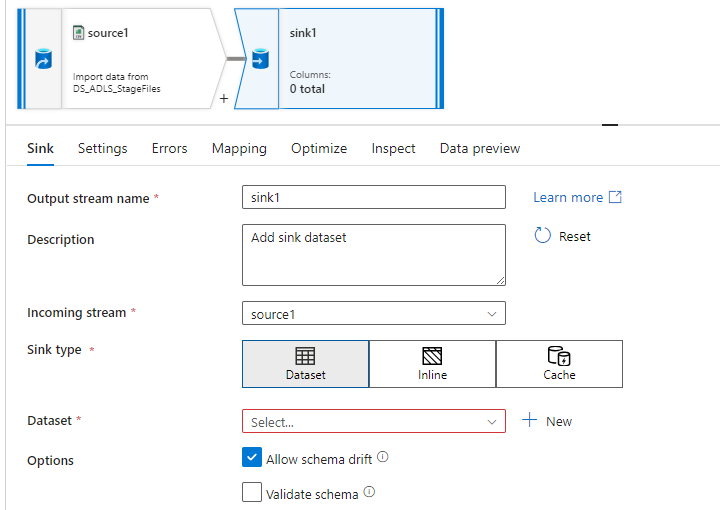 source1
Import data from
DS_ADLS_StageFiles
+
sink1
Columns:
0 total
Sink Settings Errors Mapping Optimize Inspect Data preview
Output stream name * sink1 Learn more
Description Add sink dataset Reset
Incoming stream * source1
Sink type * Dataset Inline Cache
Dataset * Select... + New
Options Allow schema drift
Validate schema